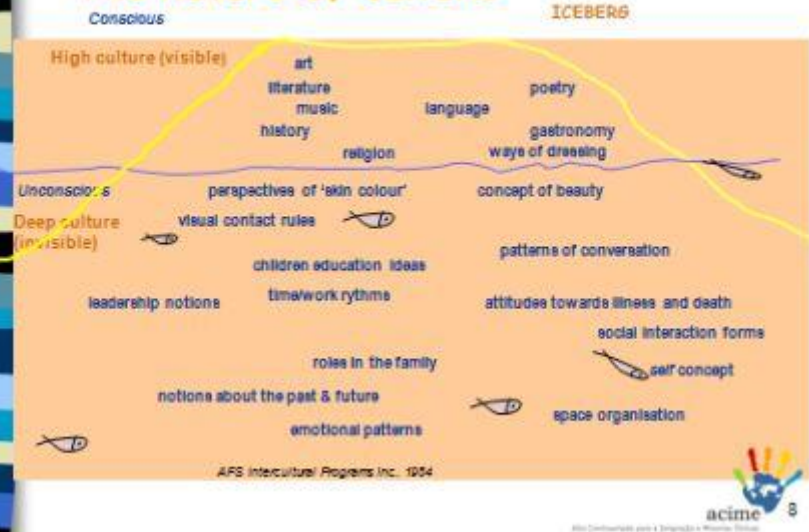 ICEBERG
Conscious
High culture (visible)
art
literature
poetry
music
language
history
gastronomy
religion
ways of dressing
Unconscious
perspectives of 'skin colour'
concept of beauty
Deep culture
(invisible)
visual contact rules
patterns of conversation
children education ideas
leadership notions
time/work rythms
attitudes towards illness and death
social interaction forms
roles in the family
self concept
notions about the past & future
space organisation
emotional patterns
AFS Intercultural Programs Inc., 1984
acime
8